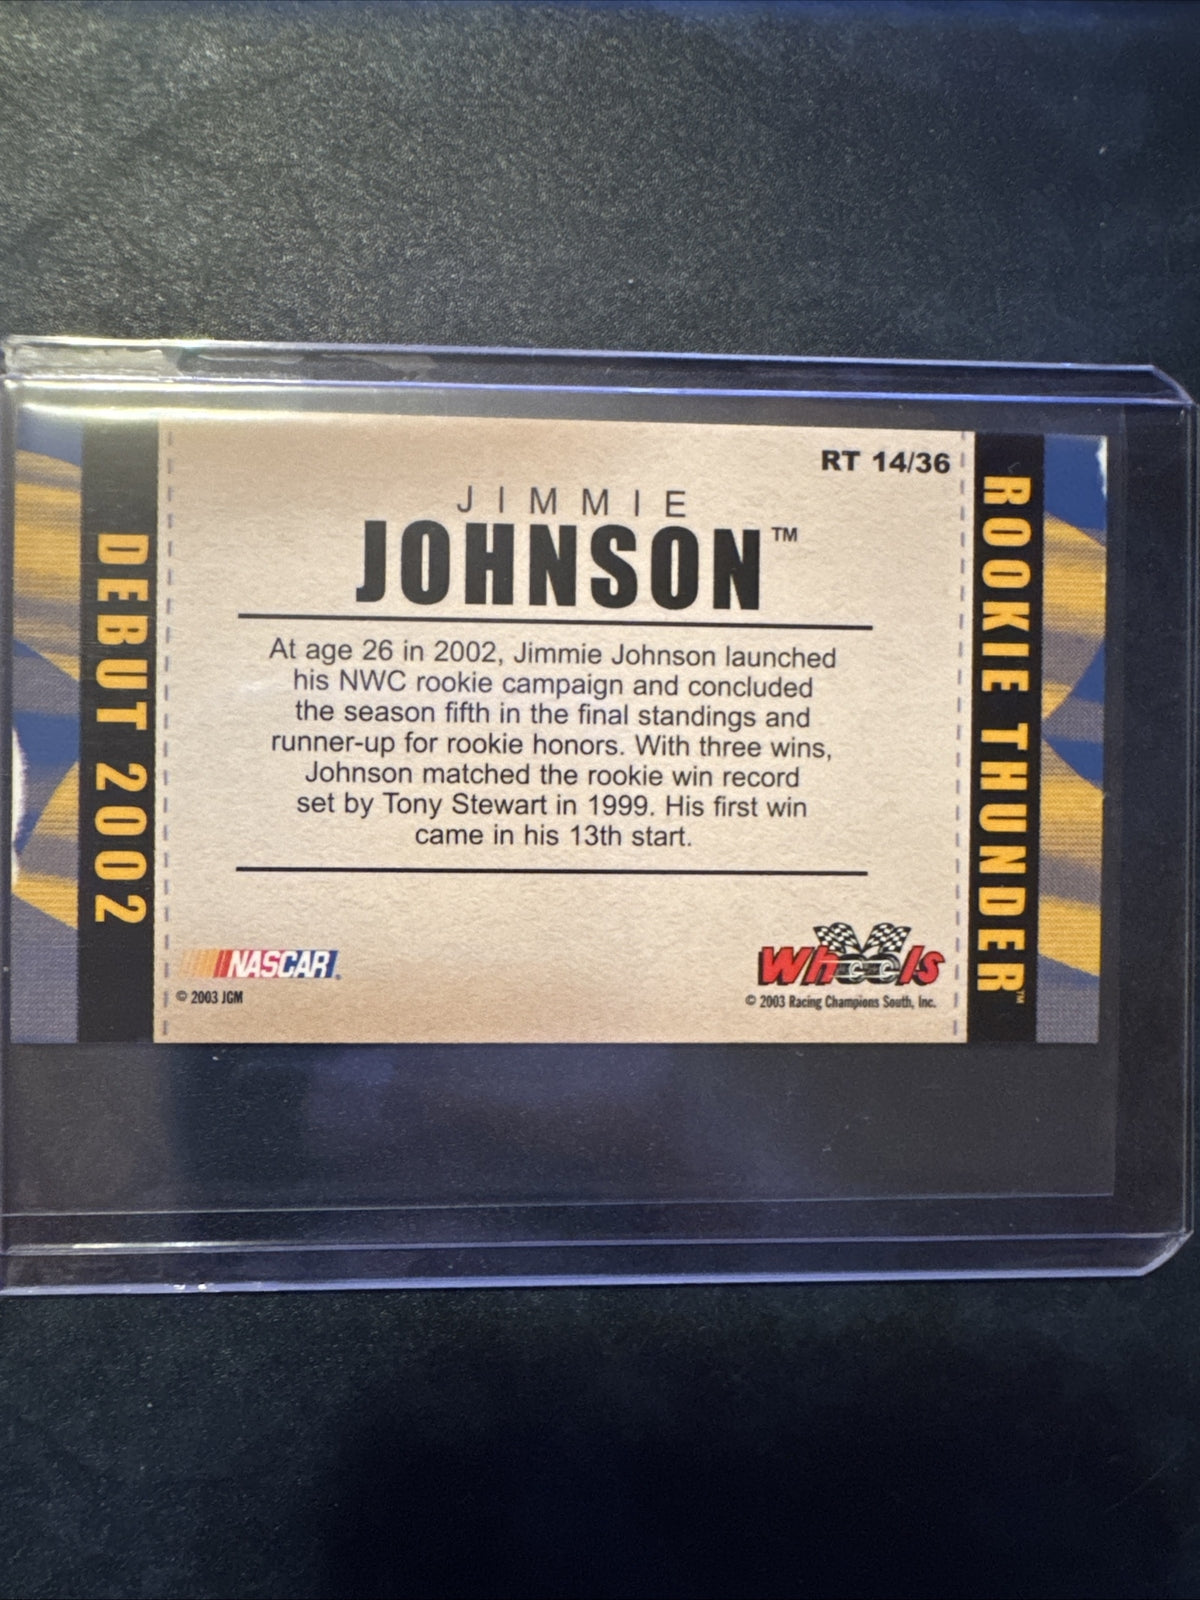 RT 14/36
JIMMIE
JOHNSON™
At age 26 in 2002, Jimmie Johnson launched
his NWC rookie campaign and concluded
the season fifth in the final standings and
runner-up for rookie honors. With three wins,
Johnson matched the rookie win record
set by Tony Stewart in 1999. His first win
came in his 13th start.
NASCAR®
© 2003 JGM
Wheels
© 2003 Racing Champions South, Inc.
DEBUT 2002
ROOKIE THUNDER™